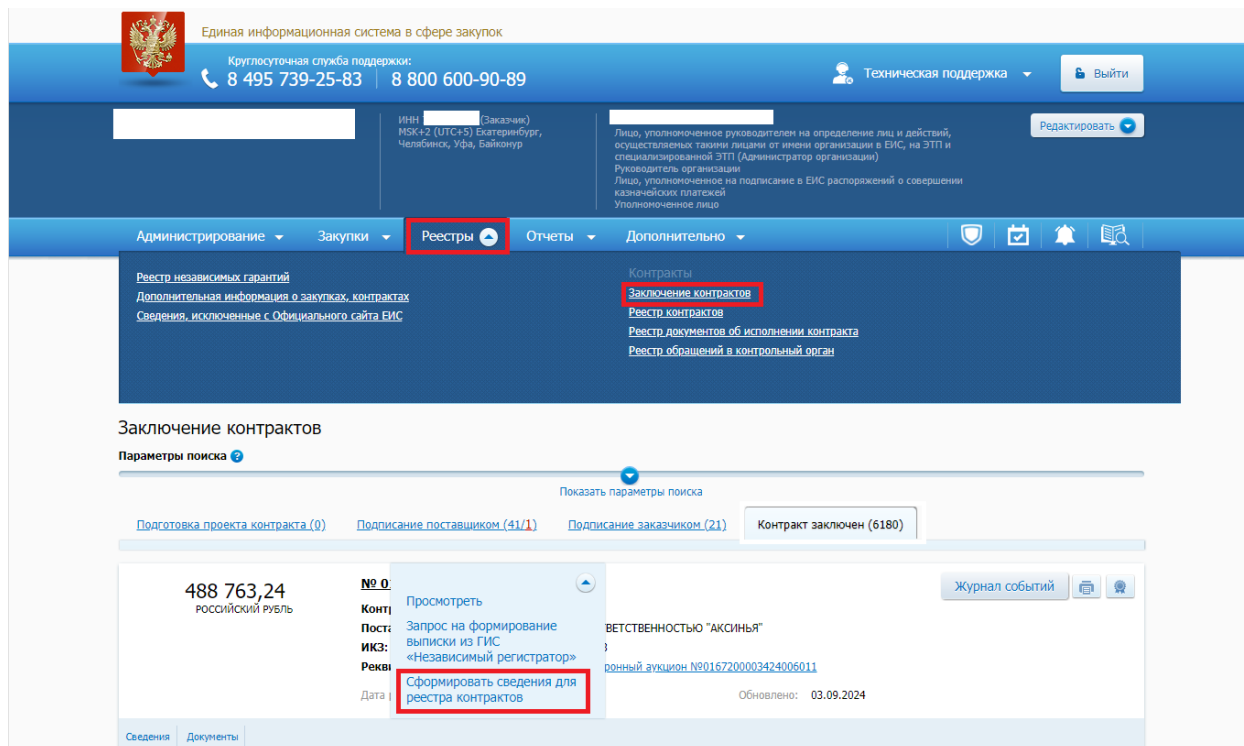 Единая информационная система в сфере закупок
Круглосуточная служба поддержки:
8 495 739-25-83 8 800 600-90-89
Техническая поддержка
Выйти
ИНН (Заказчик)
MSK+2 (UTC+5) Екатеринбург,
Челябинск, Уфа, Байконур
Лицо, уполномоченное руководителем на определение лиц и действий,
осуществляемых такими лицами от имени организации в ЕИС, на ЭТП и
специализированной ЭТП (Администратор организации)
Руководитель организации
Лицо, уполномоченное на подписание в ЕИС распоряжений о совершении
казначейских платежей
Уполномоченное лицо
Редактировать
Администрирование Закупки Реестры Отчеты Дополнительно
Реестр независимых гарантий
Дополнительная информация о закупках, контрактах
Сведения, исключенные с Официального сайта ЕИС
Контракты
Заключение контрактов
Реестр контрактов
Реестр документов об исполнении контракта
Реестр обращений в контрольный орган
Заключение контрактов
Параметры поиска ?
Показать параметры поиска
Подготовка проекта контракта (0) Подписание поставщиком (41/1) Подписание заказчиком (21) Контракт заключен (6180)
488 763,24
РОССИЙСКИЙ РУБЛЬ
№ 0
Просмотреть
Запрос на формирование
выписки из ГИС
«Независимый регистратор»
Сформировать сведения для
реестра контрактов
Журнал событий
ВЕТСТВЕННОСТЬЮ "АКСИНЬЯ"
ИКЗ:
ронный аукцион №0167200003424006011
Дата
Обновлено: 03.09.2024
Сведения Документы